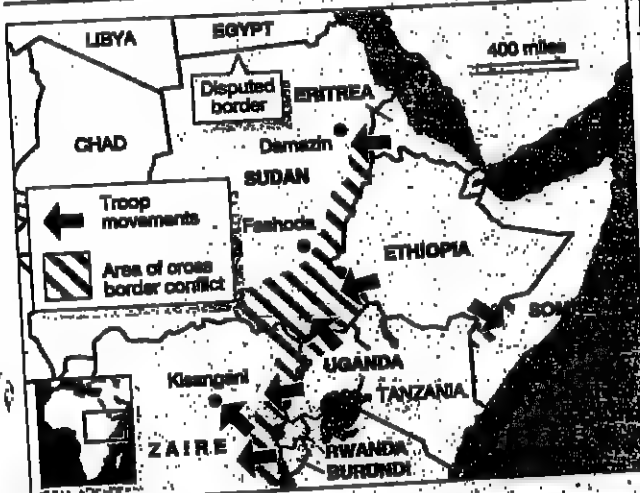 LIBYA
EGYPT
400 miles
Disputed
border
ERITREA
CHAD
Damazin
SUDAN
Troop
movements
Fashoda
ETHIOPIA
Area of cross
border conflict
UGANDA
Kisangani
TANZANIA
ZAIRE
RWANDA
BURUNDI